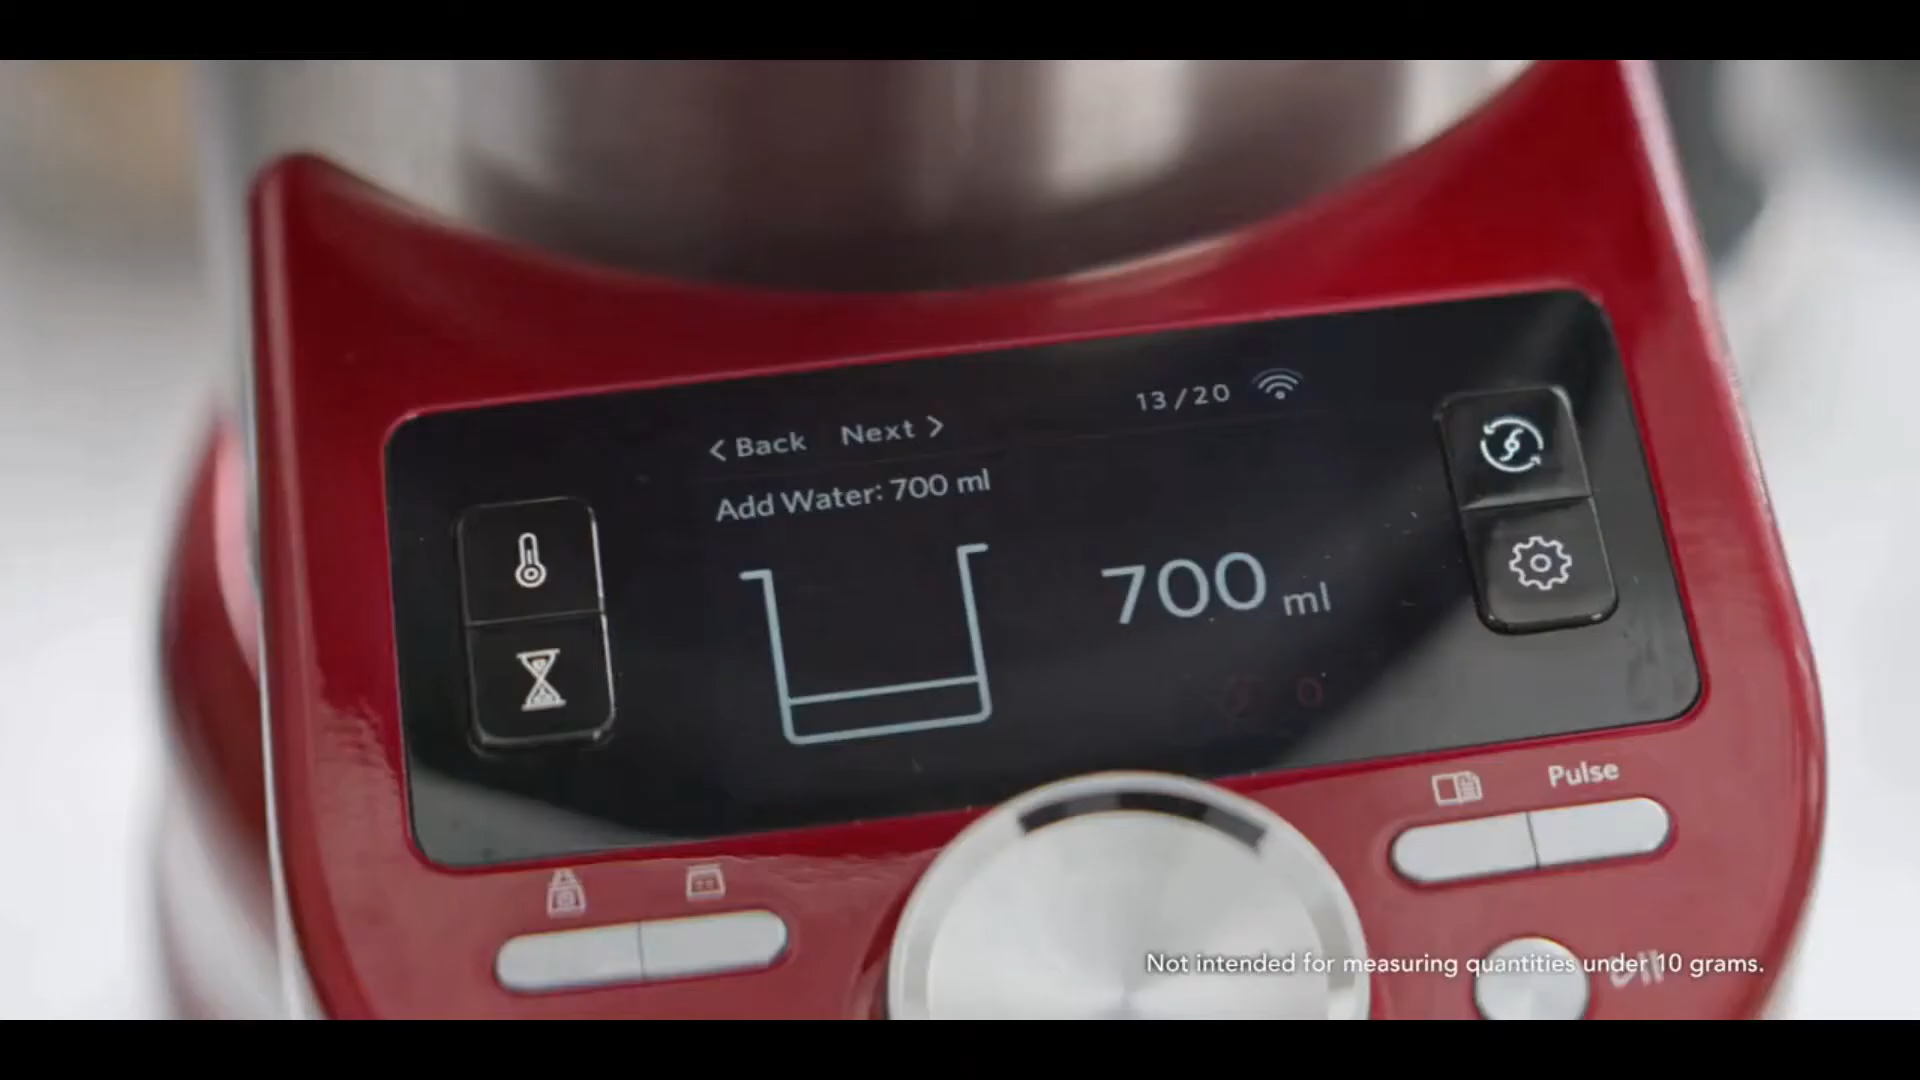 13/20
< Back Next >
Add Water: 700 ml
700 ml
Pulse
Not intended for measuring quantities under 10 grams.